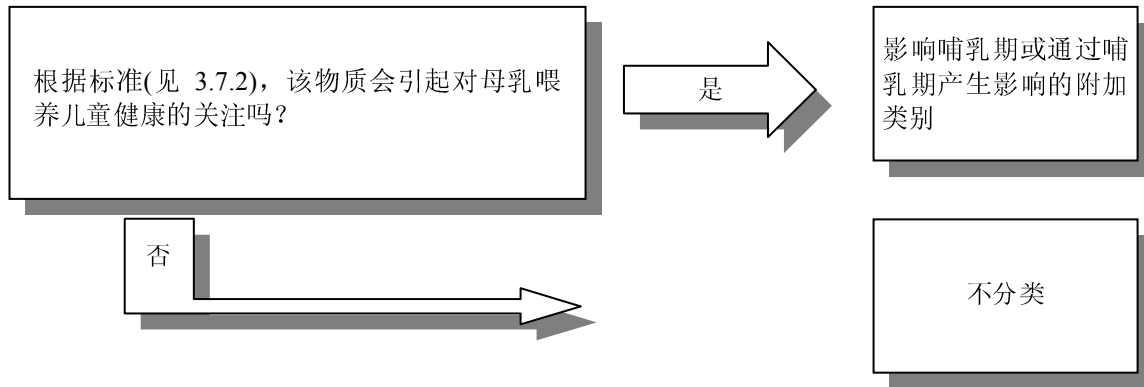 根据标准(见 3.7.2)，该物质会引起对母乳喂
养儿童健康的关注吗？
是
影响哺乳期或通过哺
乳期产生影响的附加
类别
否
不分类